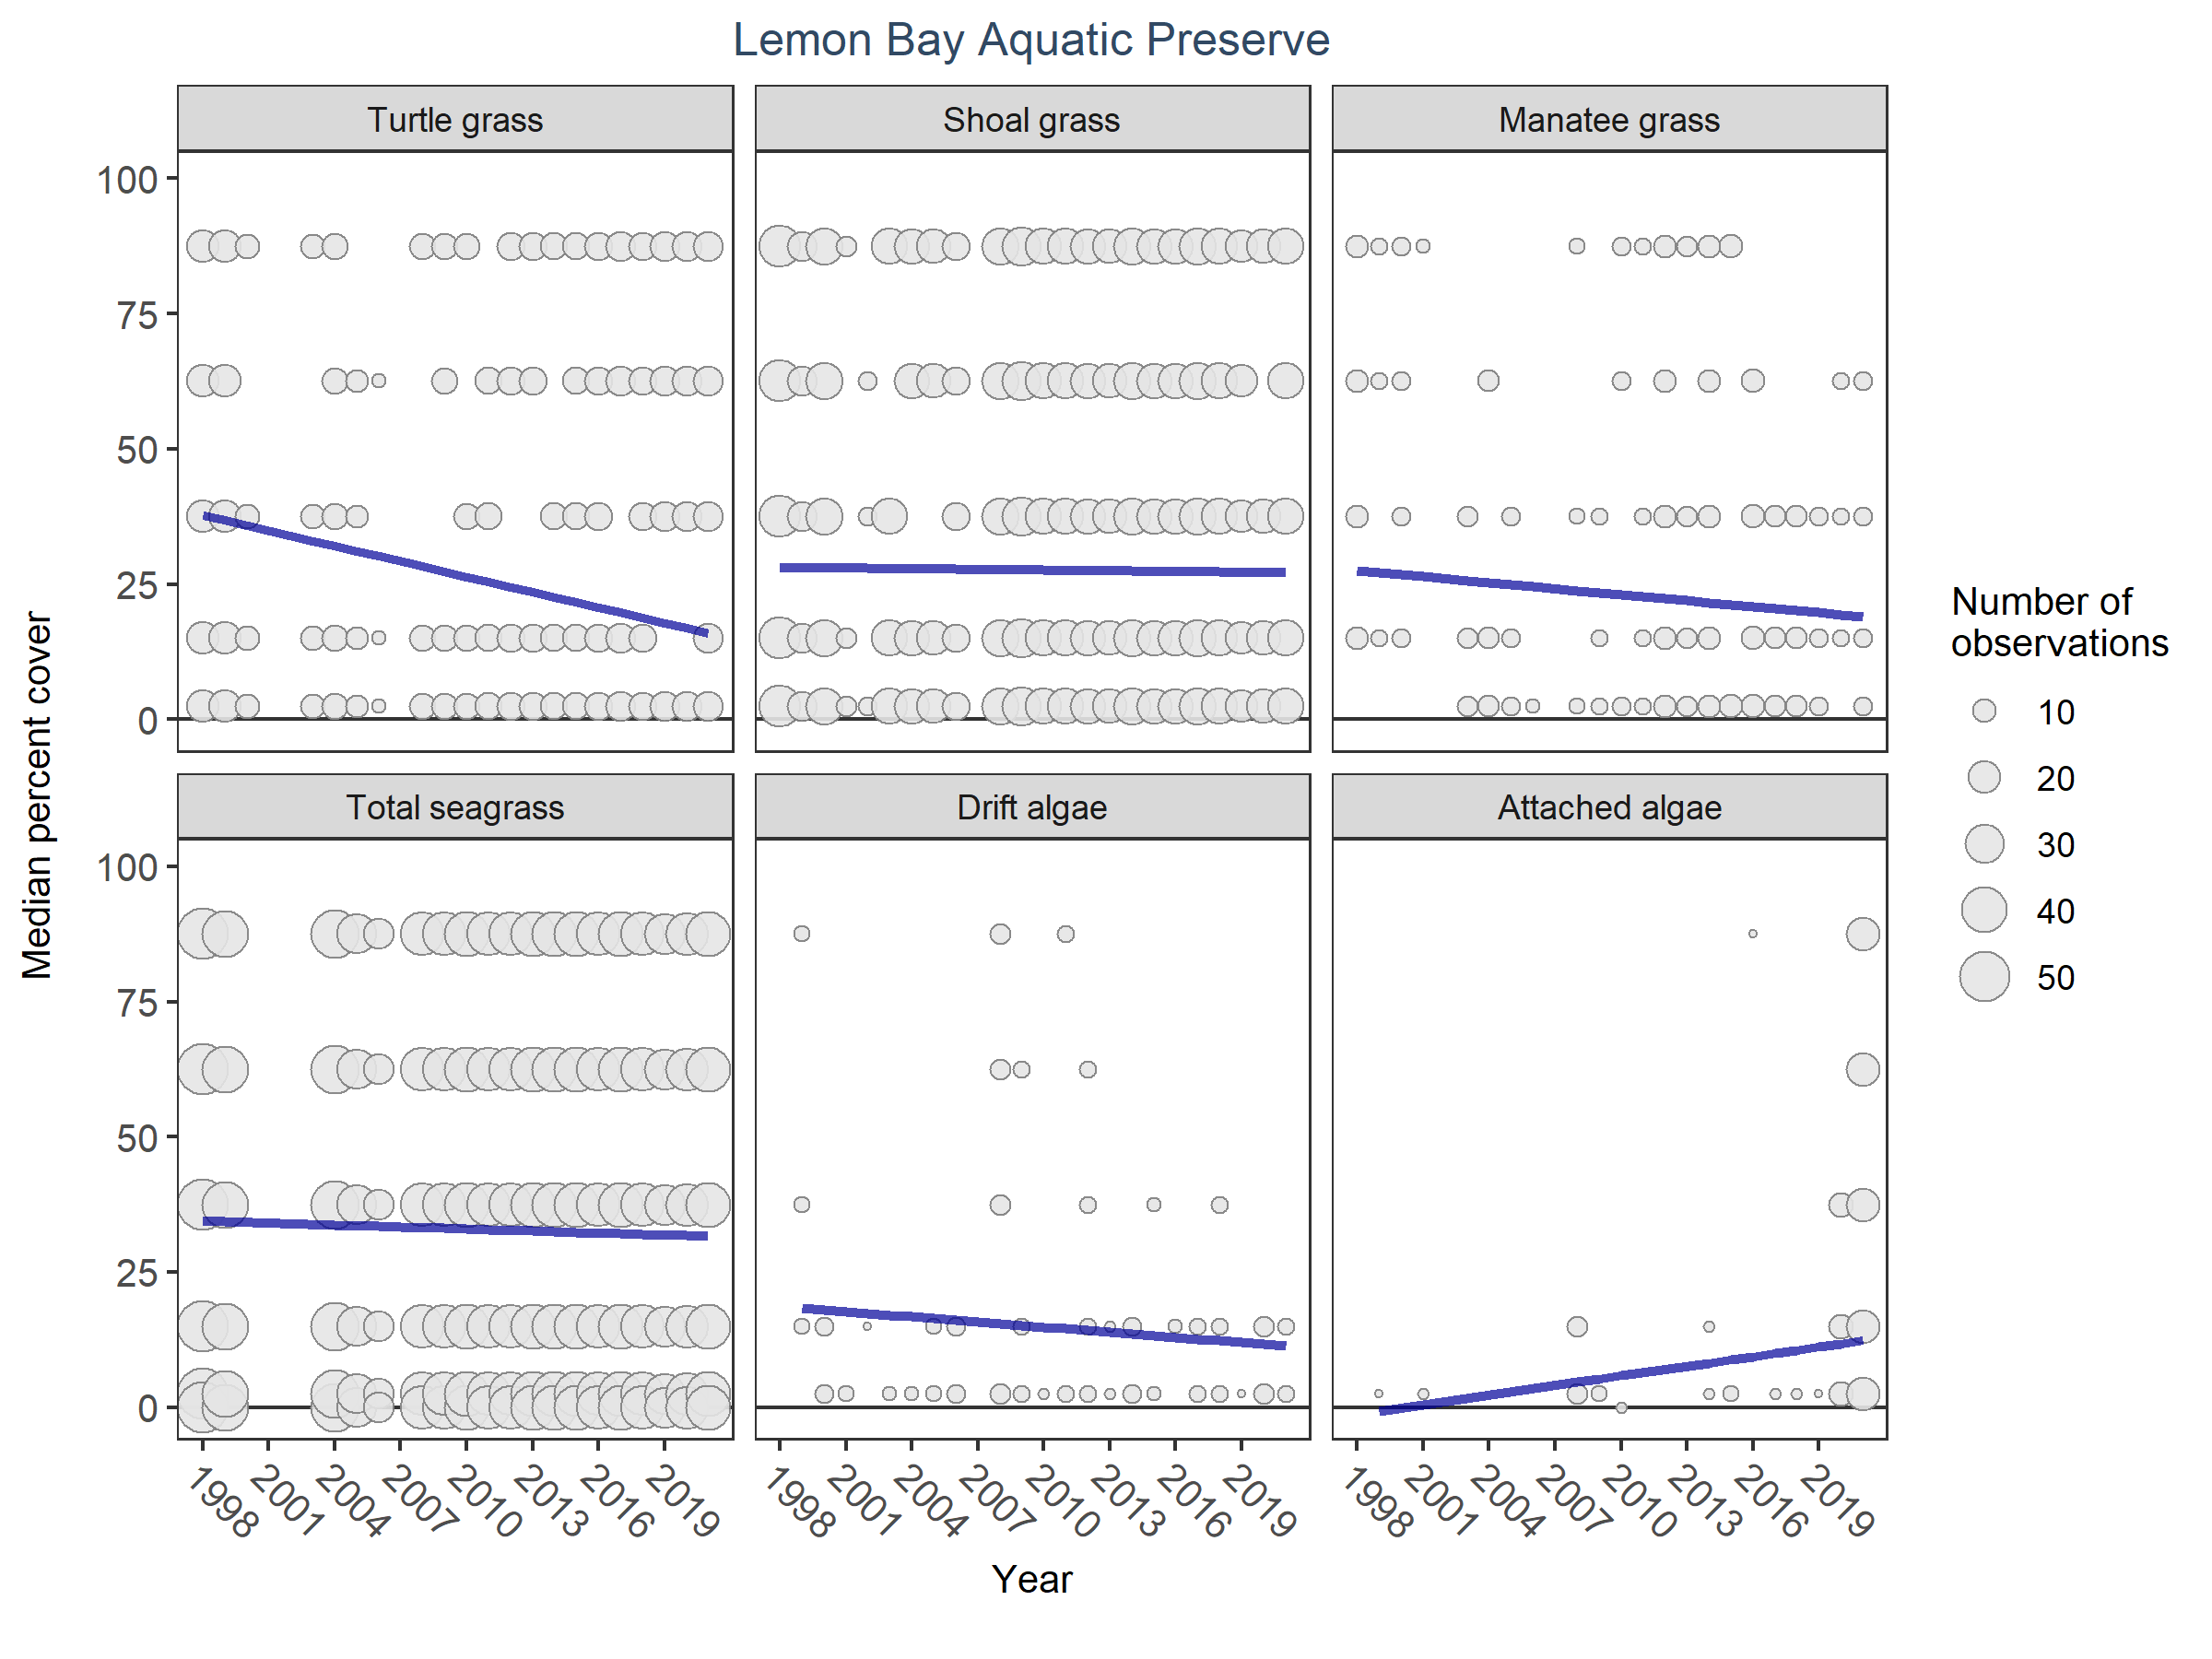 Lemon Bay Aquatic Preserve
Turtle grass
Shoal grass
Manatee grass
100
75
50
25
0
Total seagrass
Drift algae
Attached algae
100
75
50
25
0
Median percent cover
1998 2001 2004 2007 2010 2013 2016 2019
1998 2001 2004 2007 2010 2013 2016 2019
1998 2001 2004 2007 2010 2013 2016 2019
Year
Number of
observations
10
20
30
40
50